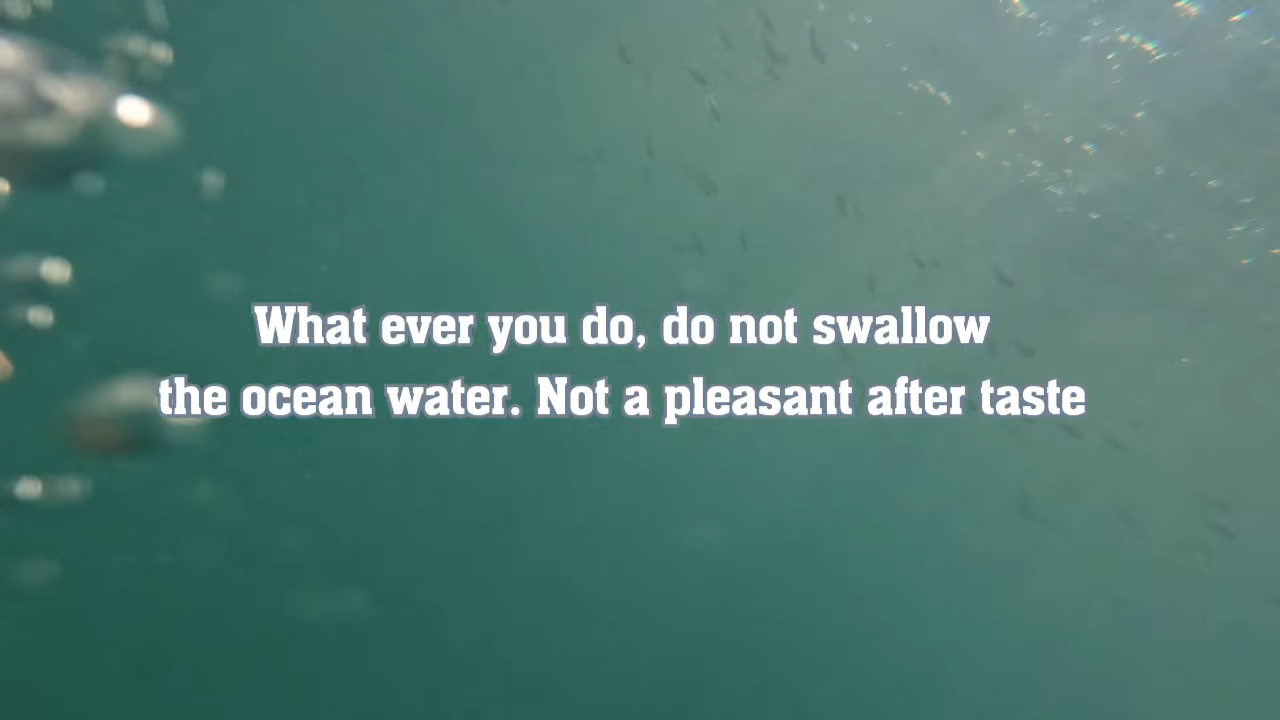 What ever you do, do not swallow
the ocean water. Not a pleasant after taste